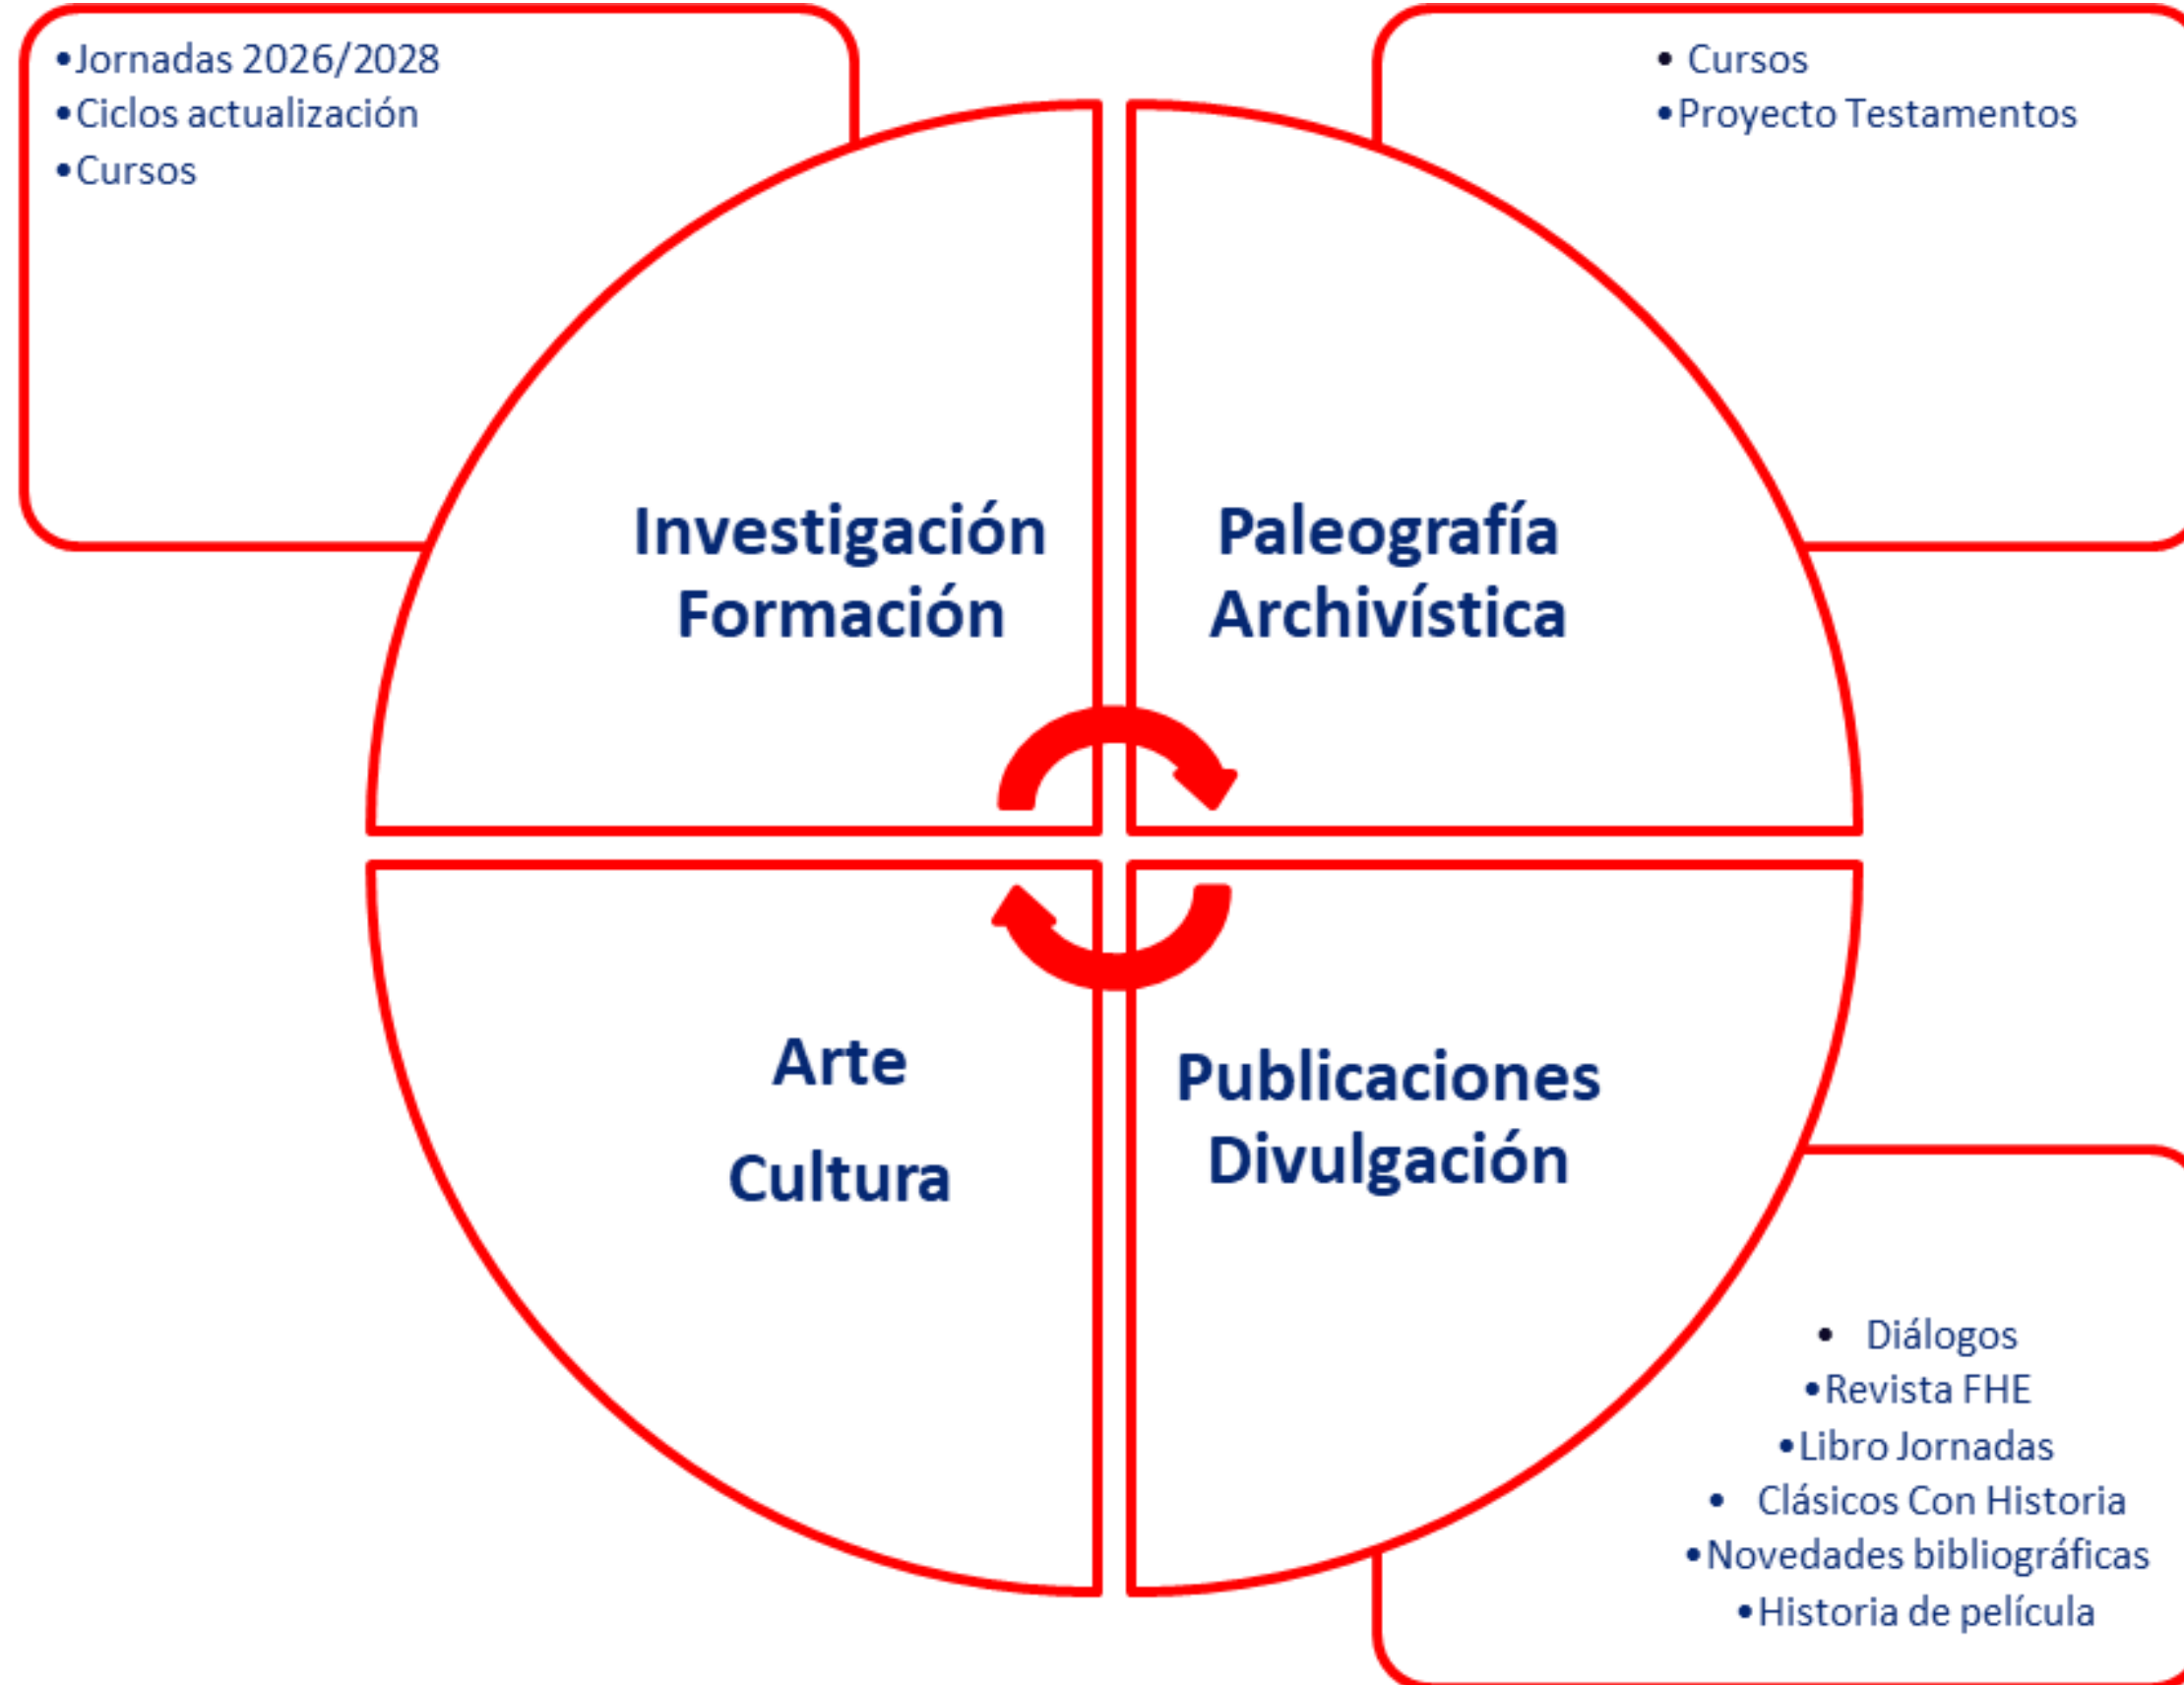 •Jornadas 2026/2028
•Ciclos actualización
•Cursos
• Cursos
•Proyecto Testamentos
Investigación
Formación
Paleografía
Archivística
Arte
Cultura
Publicaciones
Divulgación
• Diálogos
•Revista FHE
•Libro Jornadas
• Clásicos Con Historia
•Novedades bibliográficas
•Historia de película